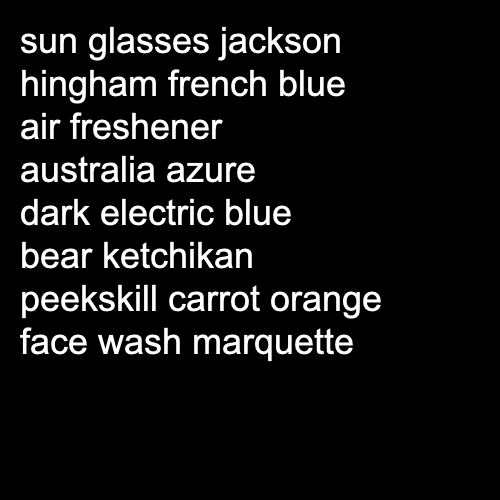 sun glasses jackson
hingham french blue
air freshener
australia azure
dark electric blue
bear ketchikan
peekskill carrot orange
face wash marquette